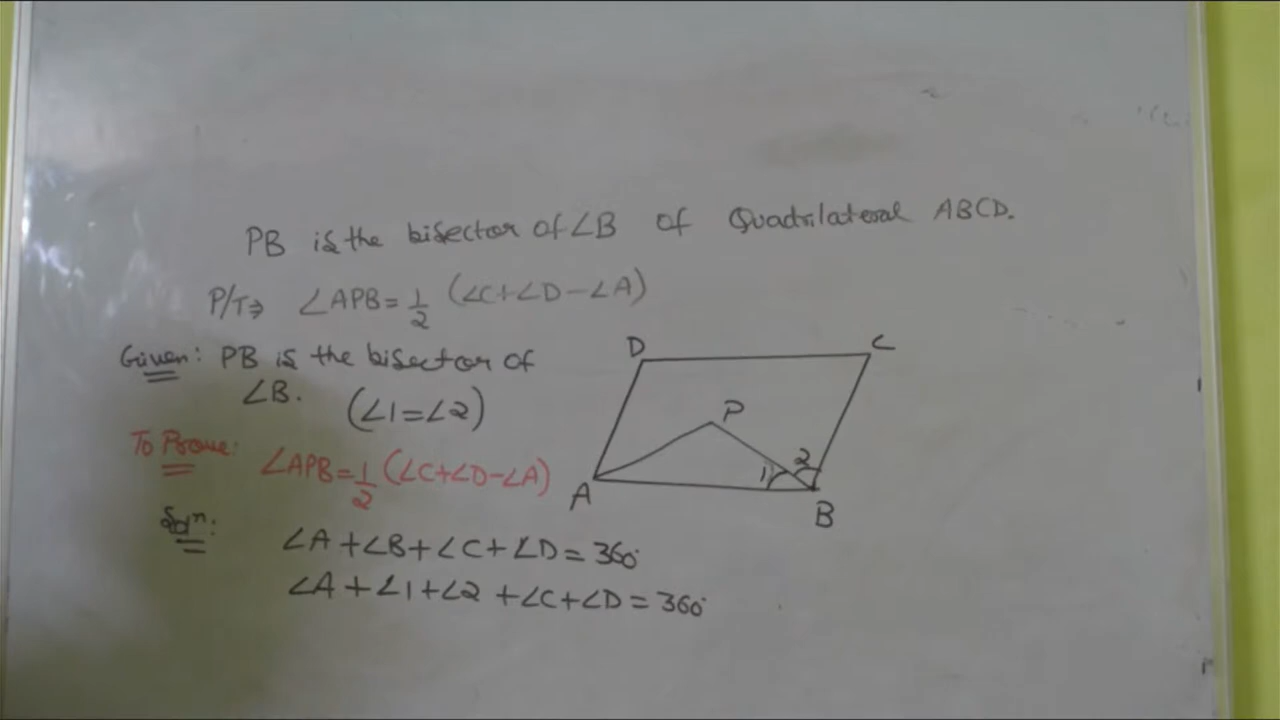 PB is the bisector of ∠B of Quadrilateral ABCD.
P/T⇒ ∠APB = 1/2 (∠C+∠D-∠A)
Given: PB is the bisector of
∠B. (∠1=∠2)
To Prove: ∠APB = 1/2 (∠C+∠D-∠A)
Solⁿ:
∠A+∠B+∠C+∠D = 360°
∠A+∠1+∠2+∠C+∠D = 360°
D C
P
1 2
A B